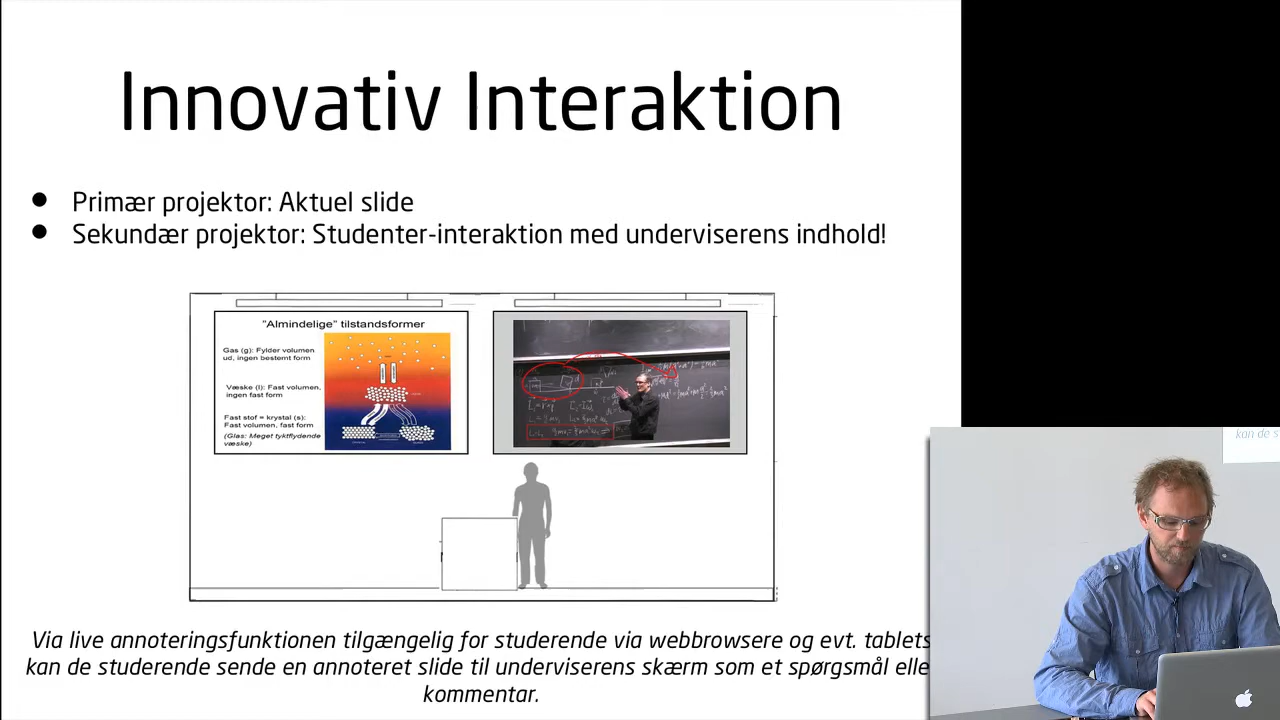 Innovativ Interaktion
● Primær projektor: Aktuel slide
● Sekundær projektor: Studenter-interaktion med underviserens indhold!
"Almindelige" tilstandsformer
Gas (g): Fylder volumen
ud, ingen bestemt form
Væske (l): Fast volumen,
ingen fast form
Fast stof = krystal (s):
Fast volumen, fast form
(Glas: Meget tyktflydende
væske)
Via live annoteringsfunktionen tilgængelig for studerende via webbrowsere og evt. tablets
kan de studerende sende en annoteret slide til underviserens skærm som et spørgsmål elle
kommentar.
kan de s